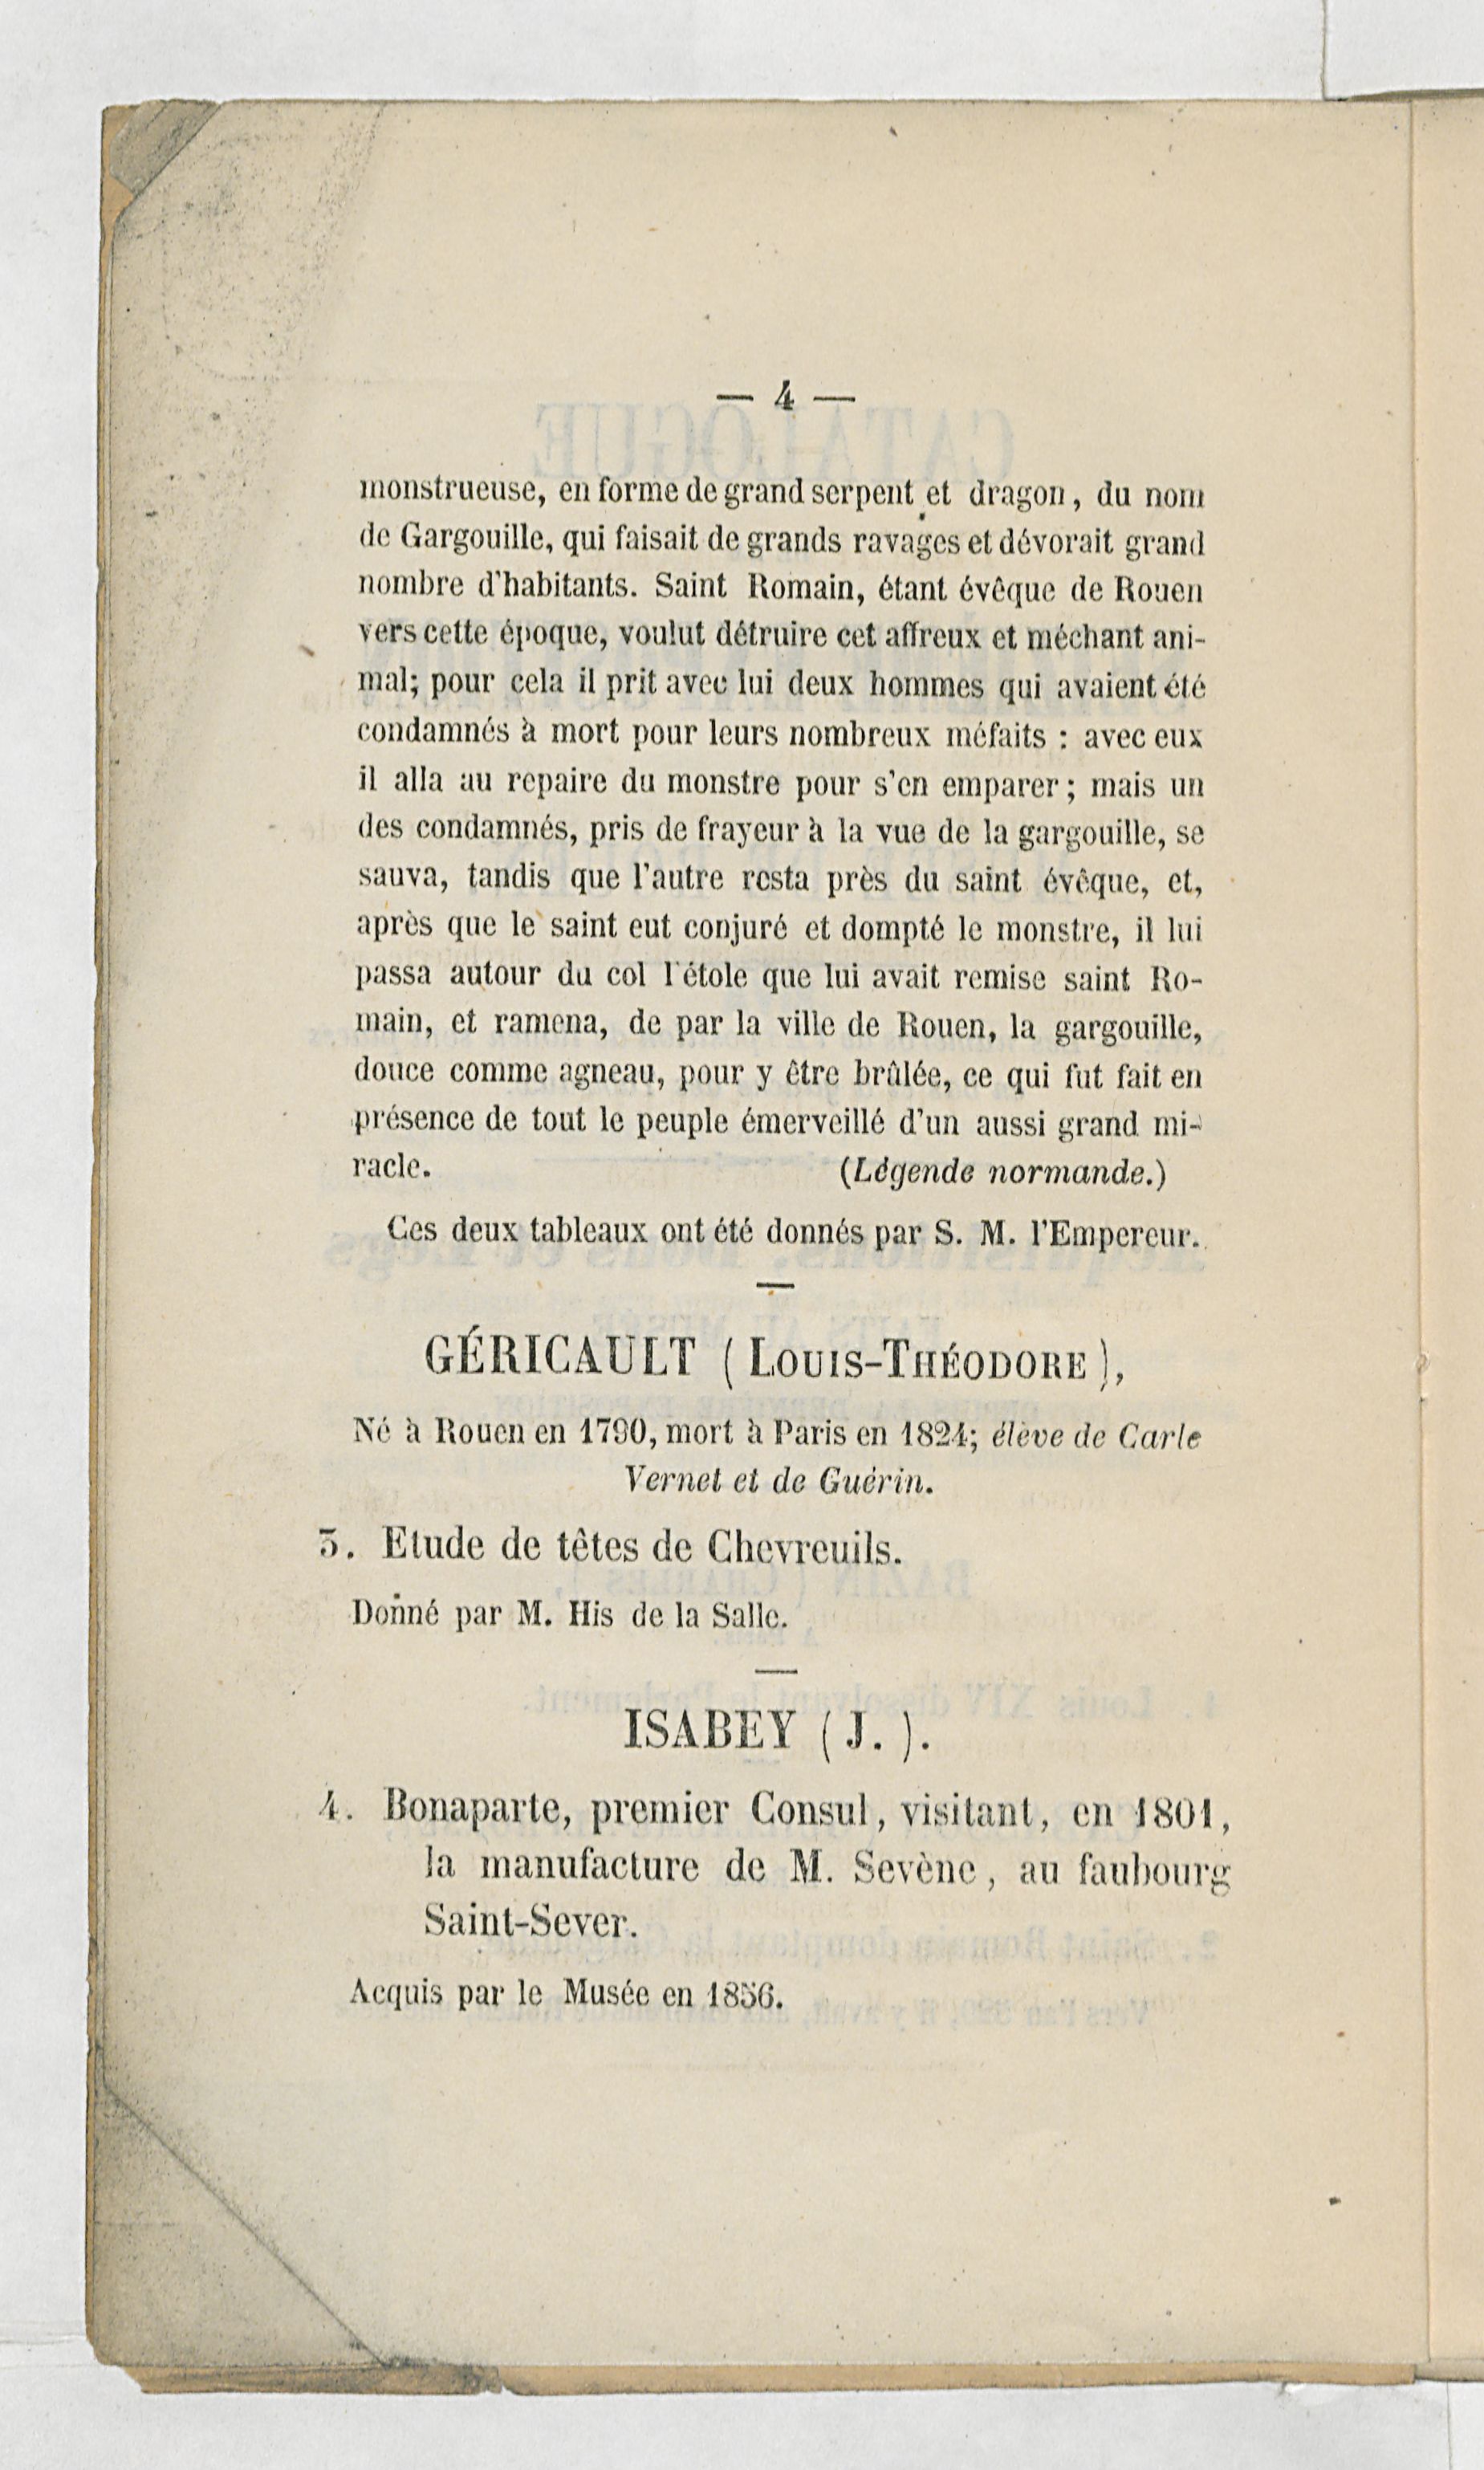 — 4 —
monstrueuse, en forme de grand serpent et dragon, du nom
de Gargouille, qui faisait de grands ravages et dévorait grand
nombre d'habitants. Saint Romain, étant évêque de Rouen
vers cette époque, voulut détruire cet affreux et méchant ani-
mal; pour cela il prit avec lui deux hommes qui avaient été
condamnés à mort pour leurs nombreux méfaits : avec eux
il alla au repaire du monstre pour s'en emparer; mais un
des condamnés, pris de frayeur à la vue de la gargouille, se
sauva, tandis que l'autre resta près du saint évêque, et,
après que le saint eut conjuré et dompté le monstre, il lui
passa autour du col l'étole que lui avait remise saint Ro-
main, et ramena, de par la ville de Rouen, la gargouille,
douce comme agneau, pour y être brûlée, ce qui fut fait en
présence de tout le peuple émerveillé d'un aussi grand mi-
racle. (Légende normande.)
Ces deux tableaux ont été donnés par S. M. l'Empereur.
GÉRICAULT (LOUIS-THÉODORE),
Né à Rouen en 1790, mort à Paris en 1824; élève de Carle
Vernet et de Guérin.
3. Etude de têtes de Chevreuils.
Donné par M. His de la Salle.
ISABEY (J.).
4. Bonaparte, premier Consul, visitant, en 1801,
la manufacture de M. Sevène, au faubourg
Saint-Sever.
Acquis par le Musée en 1856.